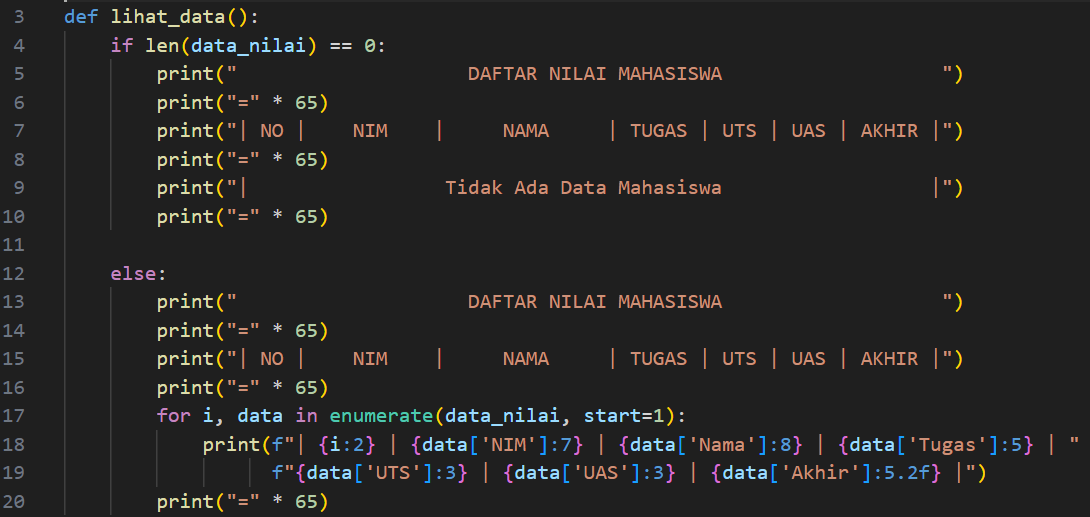 3 def lihat_data():
4     if len(data_nilai) == 0:
5         print("                    DAFTAR NILAI MAHASISWA                   ")
6         print("=" * 65)
7         print("| NO |    NIM    |     NAMA     | TUGAS | UTS | UAS | AKHIR |")
8         print("=" * 65)
9         print("|                 Tidak Ada Data Mahasiswa                  |")
10         print("=" * 65)
11
12     else:
13         print("                    DAFTAR NILAI MAHASISWA                   ")
14         print("=" * 65)
15         print("| NO |    NIM    |     NAMA     | TUGAS | UTS | UAS | AKHIR |")
16         print("=" * 65)
17         for i, data in enumerate(data_nilai, start=1):
18             print(f"| {i:2} | {data['NIM']:7} | {data['Nama']:8} | {data['Tugas']:5} | "
19                   f"{data['UTS']:3} | {data['UAS']:3} | {data['Akhir']:5.2f} |")
20         print("=" * 65)